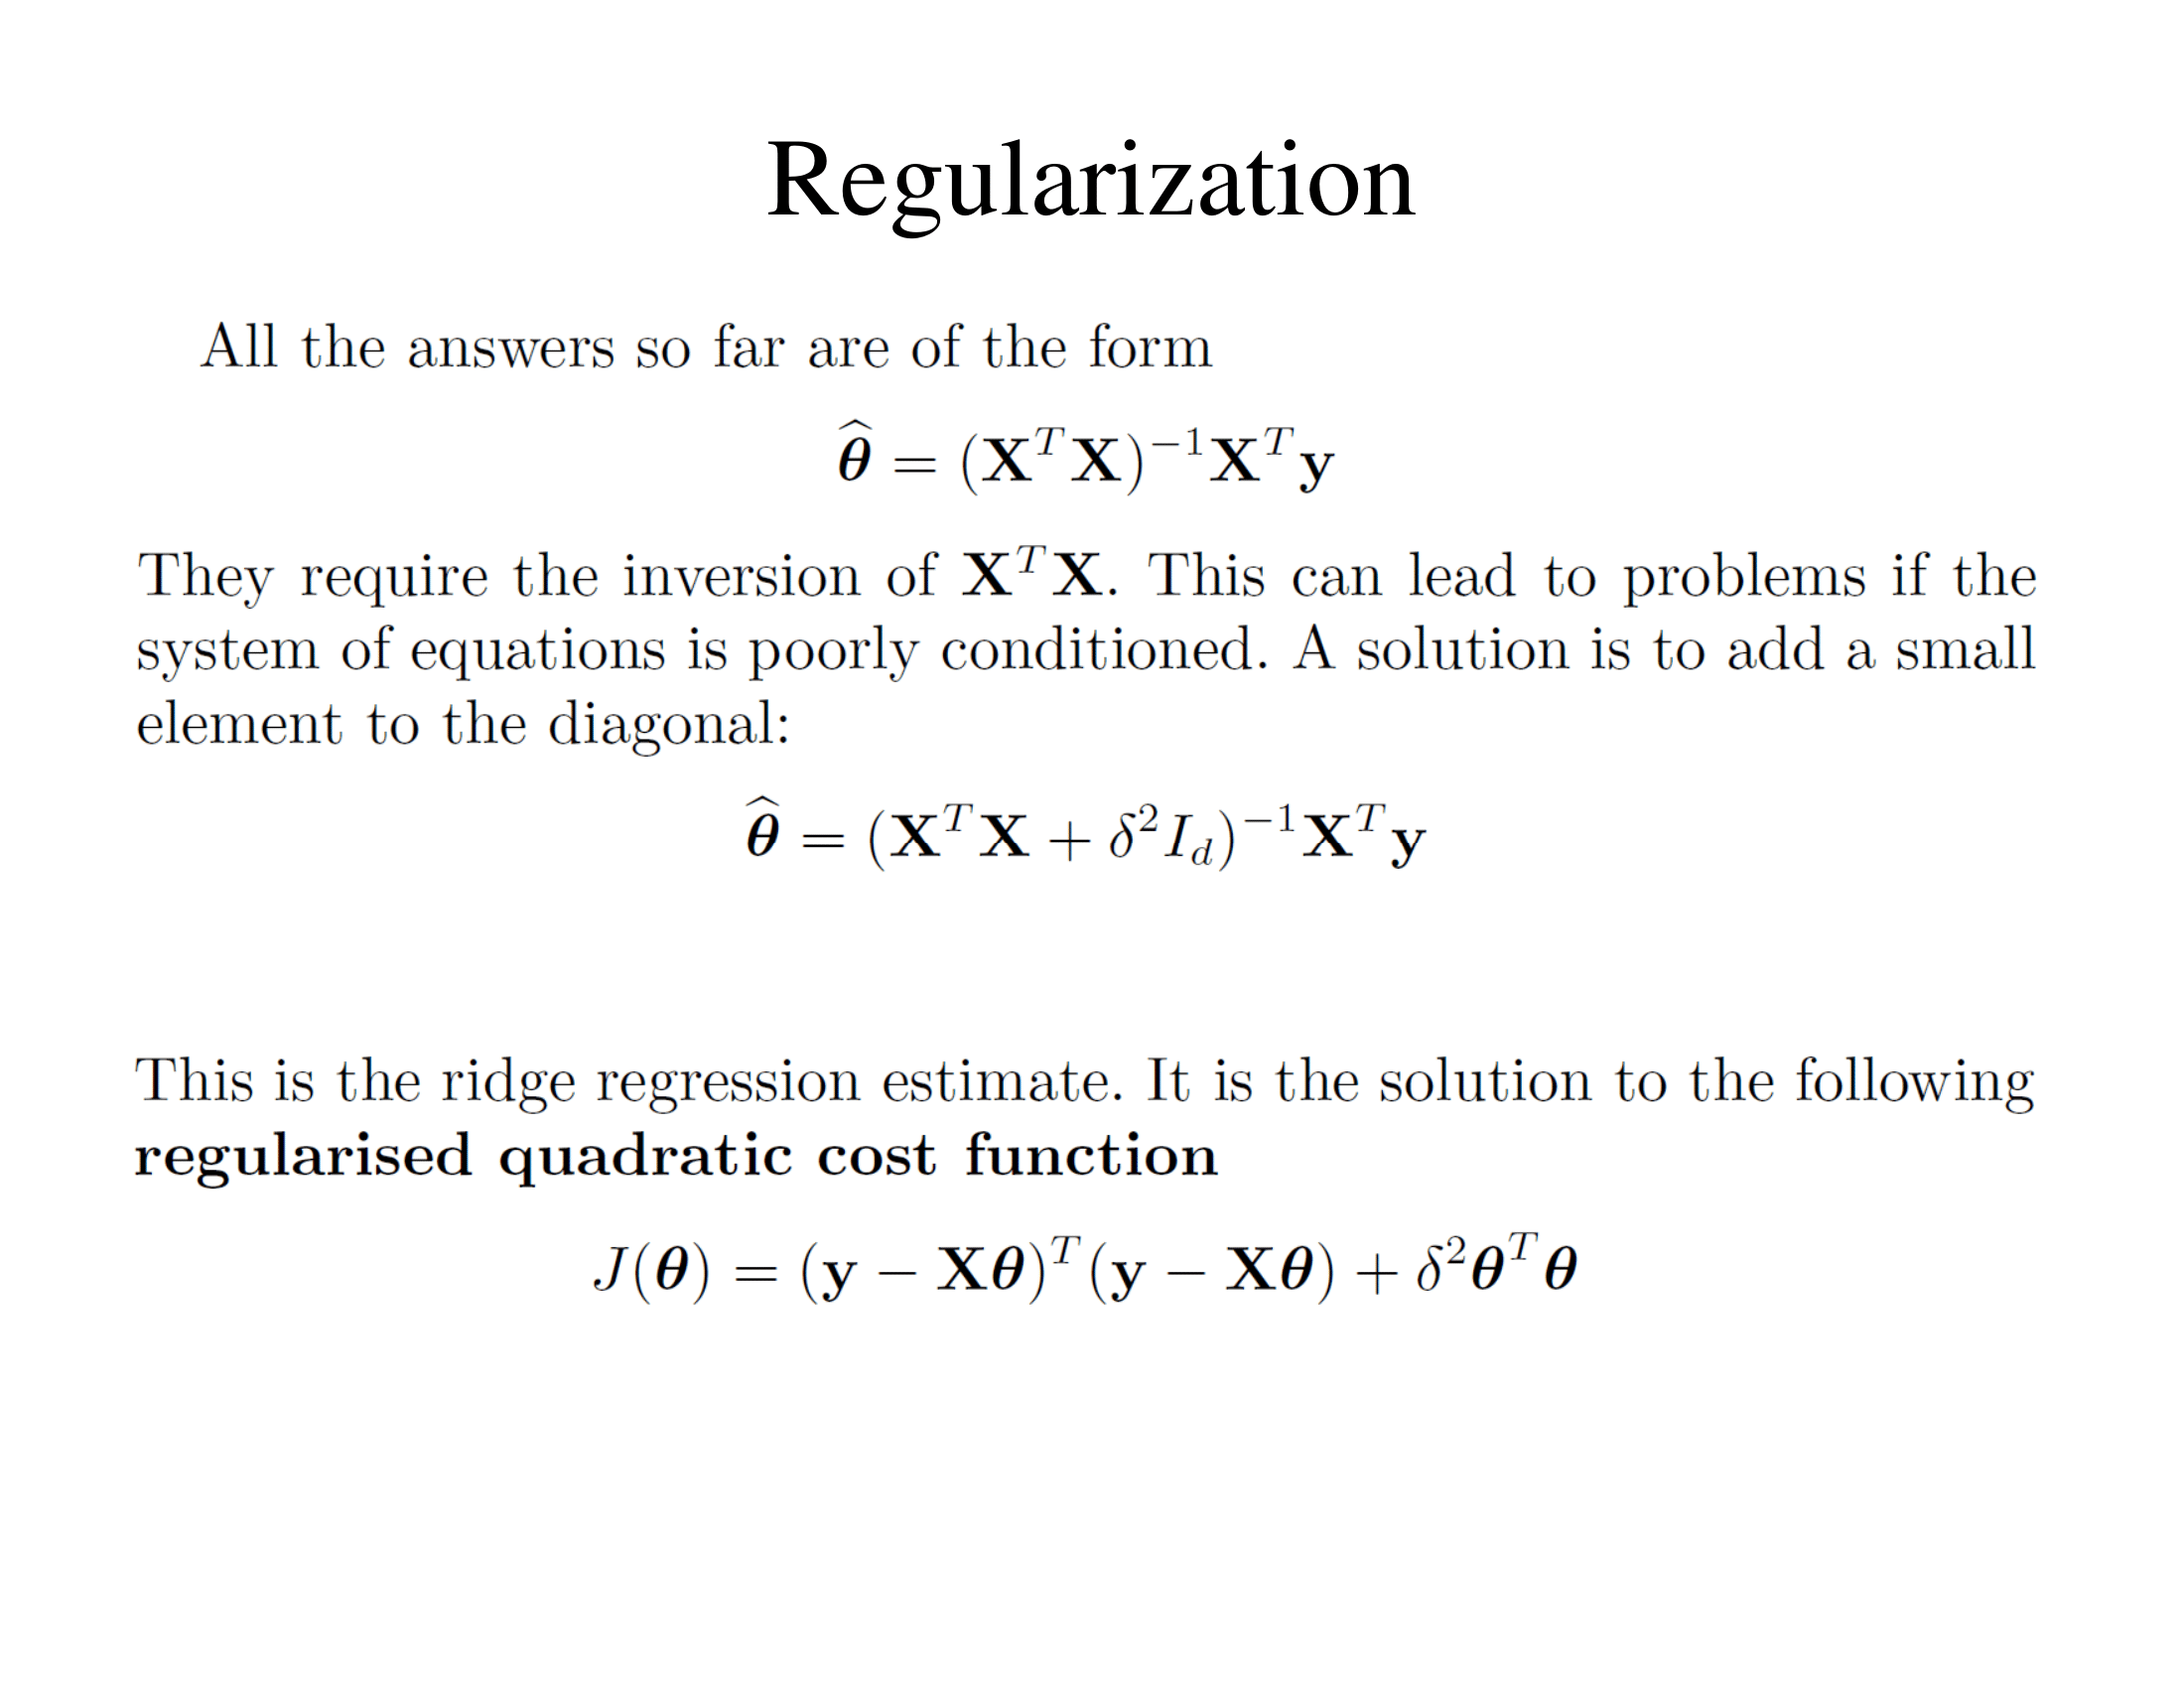 Regularization
All the answers so far are of the form
$\widehat{\boldsymbol{\theta}} = (\mathbf{X}^T\mathbf{X})^{-1}\mathbf{X}^T\mathbf{y}$
They require the inversion of $\mathbf{X}^T\mathbf{X}$. This can lead to problems if the
system of equations is poorly conditioned. A solution is to add a small
element to the diagonal:
$\widehat{\boldsymbol{\theta}} = (\mathbf{X}^T\mathbf{X} + \delta^2 I_d)^{-1}\mathbf{X}^T\mathbf{y}$
This is the ridge regression estimate. It is the solution to the following
regularised quadratic cost function
$J(\boldsymbol{\theta}) = (\mathbf{y} - \mathbf{X}\boldsymbol{\theta})^T(\mathbf{y} - \mathbf{X}\boldsymbol{\theta}) + \delta^2\boldsymbol{\theta}^T\boldsymbol{\theta}$